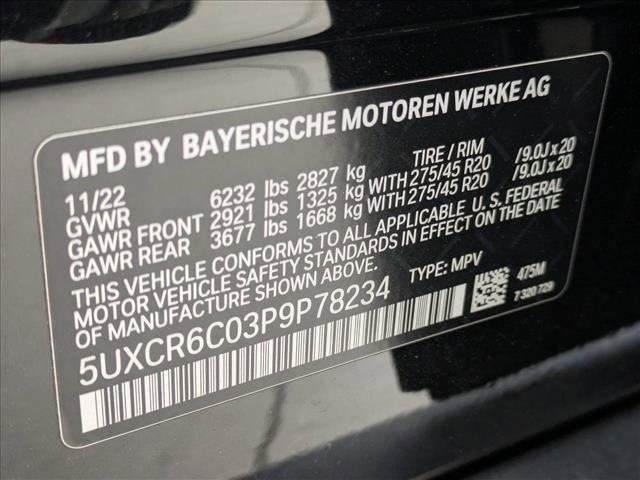 MFD BY BAYERISCHE MOTOREN WERKE AG
11/22 TIRE / RIM
GVWR 6232 lbs 2827 kg
GAWR FRONT 2921 lbs 1325 kg WITH 275/45 R20 /9.0J x 20
GAWR REAR 3677 lbs 1668 kg WITH 275/45 R20 /9.0J x 20
THIS VEHICLE CONFORMS TO ALL APPLICABLE U. S. FEDERAL
MOTOR VEHICLE SAFETY STANDARDS IN EFFECT ON THE DATE
OF MANUFACTURE SHOWN ABOVE.
5UXCR6C03P9P78234 TYPE: MPV 475M
7 320 729